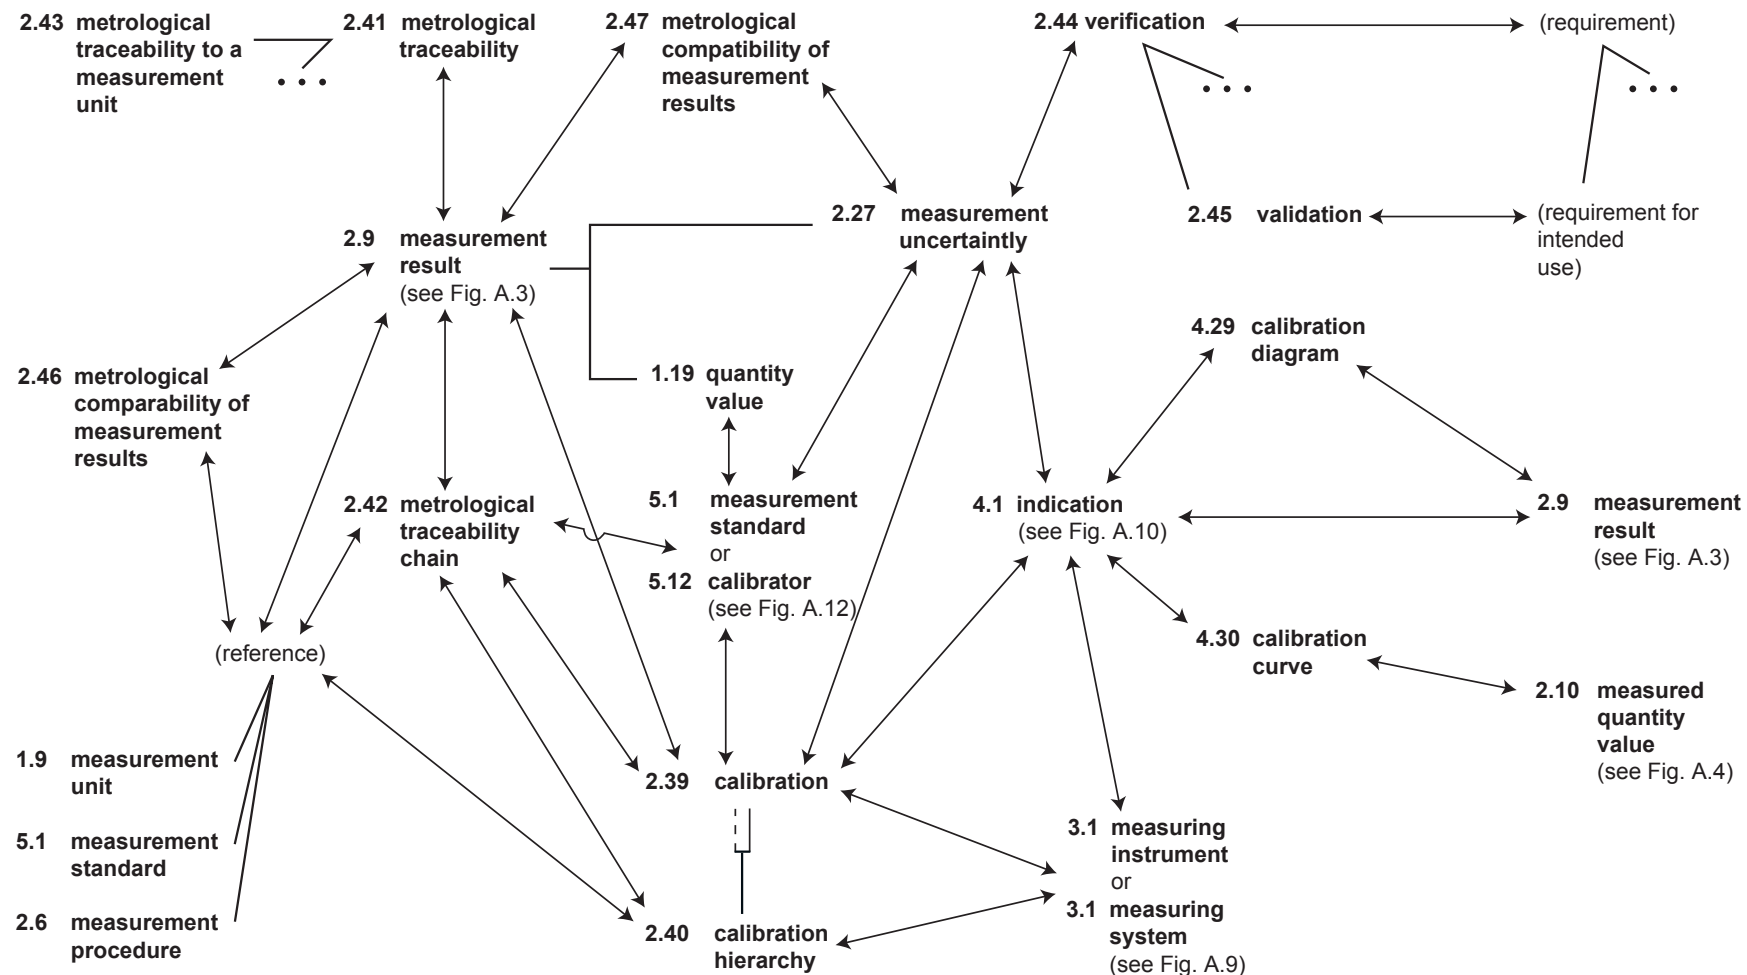 2.43 metrological
traceability to a
measurement
unit
2.41 metrological
traceability
2.47 metrological
compatibility of
measurement
results
2.44 verification
(requirement)
2.9 measurement
result
(see Fig. A.3)
2.27 measurement
uncertaintly
2.45 validation
(requirement for
intended
use)
4.29 calibration
diagram
2.46 metrological
comparability of
measurement
results
1.19 quantity
value
2.42 metrological
traceability
chain
5.1 measurement
standard
or
5.12 calibrator
(see Fig. A.12)
4.1 indication
(see Fig. A.10)
2.9 measurement
result
(see Fig. A.3)
(reference)
4.30 calibration
curve
2.10 measured
quantity
value
(see Fig. A.4)
1.9 measurement
unit
2.39 calibration
5.1 measurement
standard
3.1 measuring
instrument
or
3.1 measuring
system
(see Fig. A.9)
2.6 measurement
procedure
2.40 calibration
hierarchy